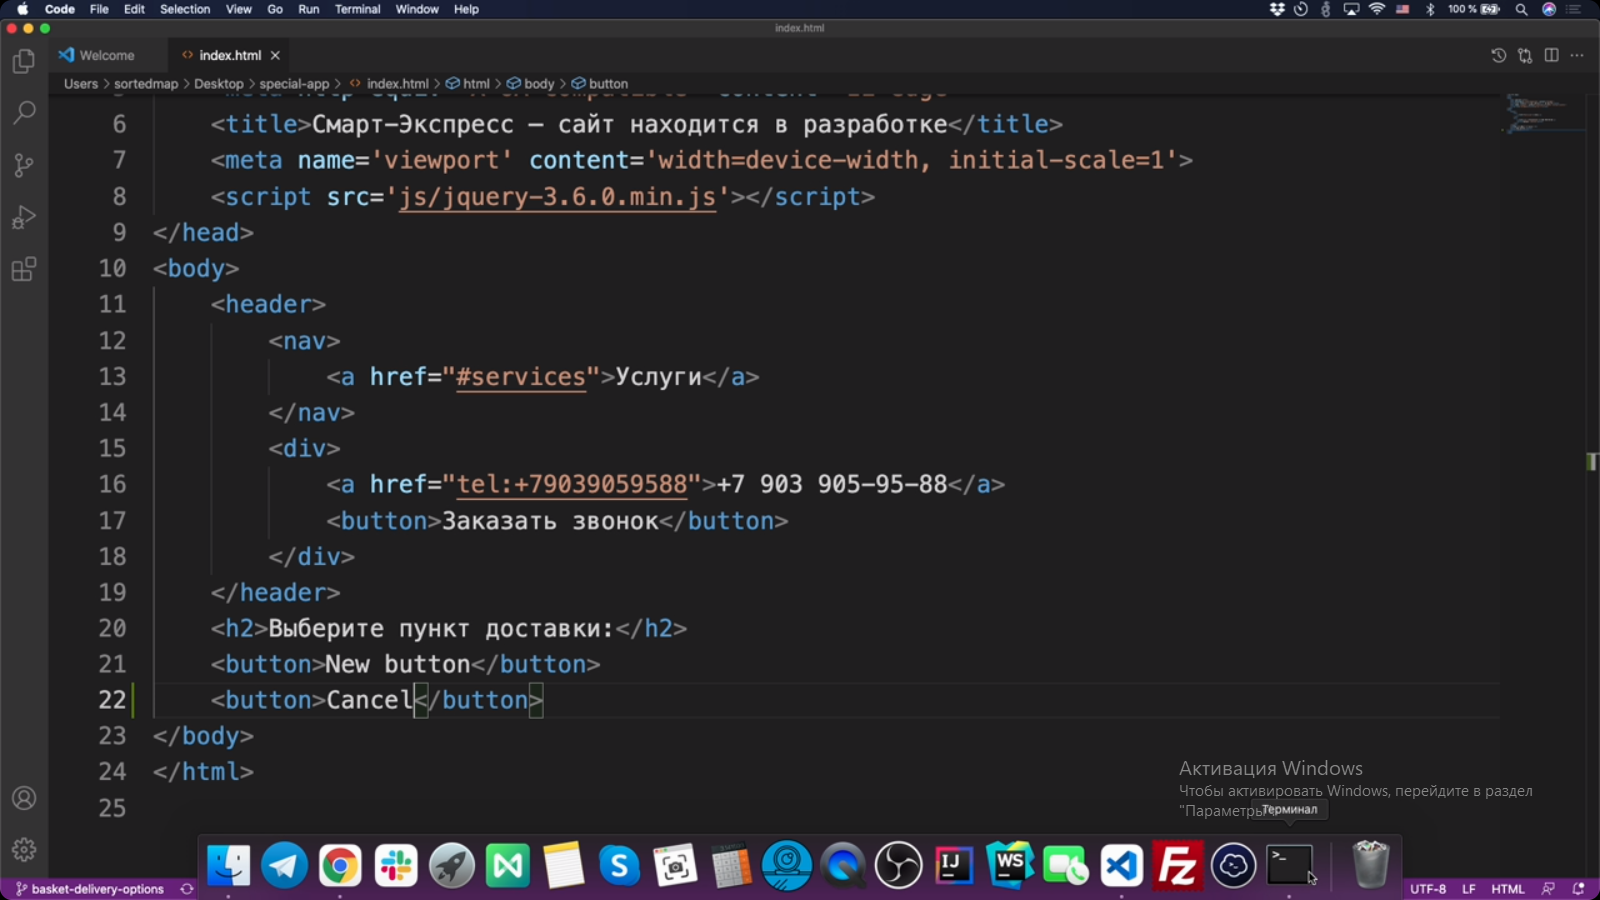 Code File Edit Selection View Go Run Terminal Window Help 100 %
index.html
Welcome index.html
Users > sortedmap > Desktop > special-app > index.html > html > body > button
6 <title>Смарт-Экспресс – сайт находится в разработке</title>
7 <meta name='viewport' content='width=device-width, initial-scale=1'>
8 <script src='js/jquery-3.6.0.min.js'></script>
9 </head>
10 <body>
11 <header>
12 <nav>
13 <a href="#services">Услуги</a>
14 </nav>
15 <div>
16 <a href="tel:+79039059588">+7 903 905-95-88</a>
17 <button>Заказать звонок</button>
18 </div>
19 </header>
20 <h2>Выберите пункт доставки:</h2>
21 <button>New button</button>
22 <button>Cancel</button>
23 </body>
24 </html>
25
Активация Windows
Чтобы активировать Windows, перейдите в раздел
"Параметры
Терминал
S IJ WS Fz >_
basket-delivery-options UTF-8 LF HTML